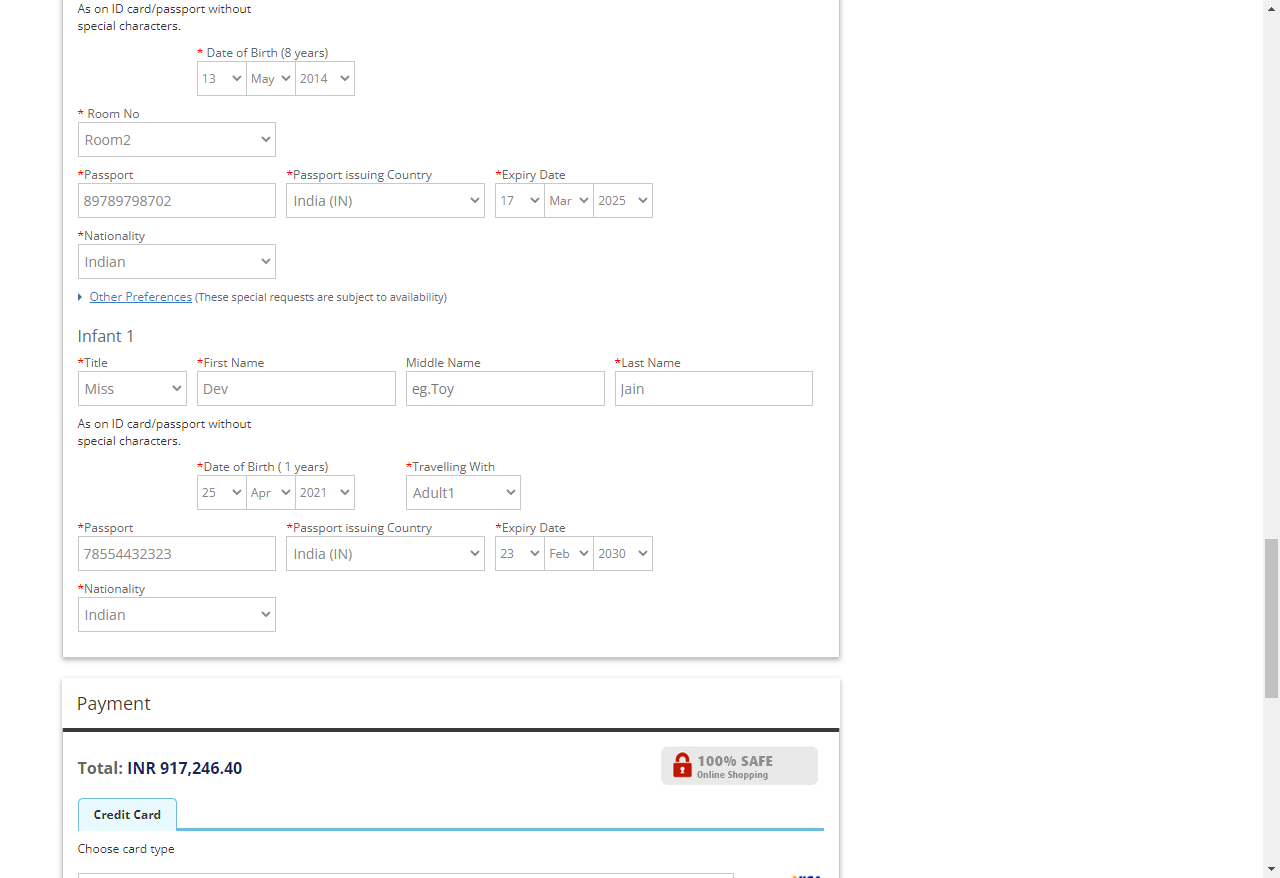 As on ID card/passport without
special characters.
* Date of Birth (8 years)
13 May 2014
* Room No
Room2
*Passport *Passport issuing Country *Expiry Date
89789798702 India (IN) 17 Mar 2025
*Nationality
Indian
Other Preferences (These special requests are subject to availability)
Infant 1
*Title *First Name Middle Name *Last Name
Miss Dev eg.Toy Jain
As on ID card/passport without
special characters.
*Date of Birth ( 1 years) *Travelling With
25 Apr 2021 Adult1
*Passport *Passport issuing Country *Expiry Date
78554432323 India (IN) 23 Feb 2030
*Nationality
Indian
Payment
Total: INR 917,246.40
100% SAFE
Online Shopping
Credit Card
Choose card type